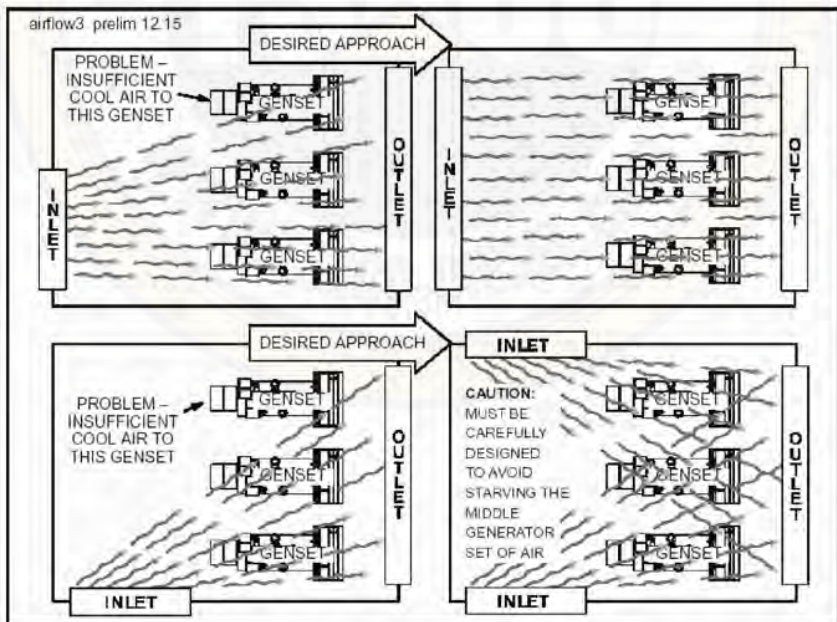 airflow3 prelim 12.15
DESIRED APPROACH
PROBLEM –
INSUFFICIENT
COOL AIR TO
THIS GENSET
GENSET
GENSET
GENSET
INLET
OUTLET
INLET
GENSET
GENSET
GENSET
OUTLET
DESIRED APPROACH
PROBLEM –
INSUFFICIENT
COOL AIR TO
THIS GENSET
GENSET
GENSET
GENSET
OUTLET
INLET
INLET
CAUTION:
MUST BE
CAREFULLY
DESIGNED
TO AVOID
STARVING THE
MIDDLE
GENERATOR
SET OF AIR
GENSET
GENSET
GENSET
OUTLET
INLET